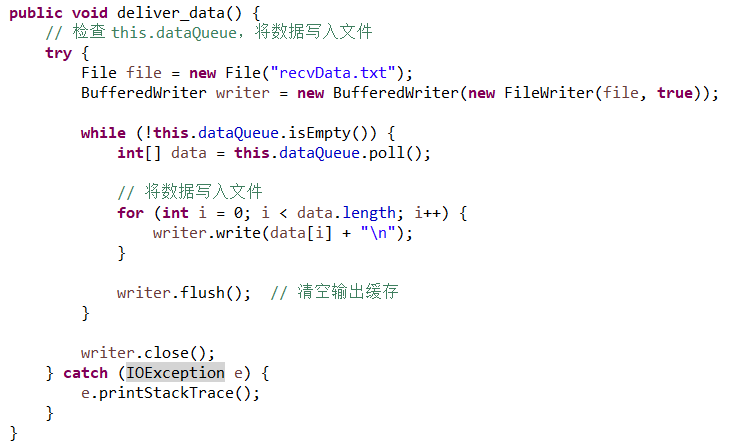 public void deliver_data() {
    // 检查 this.dataQueue，将数据写入文件
    try {
        File file = new File("recvData.txt");
        BufferedWriter writer = new BufferedWriter(new FileWriter(file, true));

        while (!this.dataQueue.isEmpty()) {
            int[] data = this.dataQueue.poll();

            // 将数据写入文件
            for (int i = 0; i < data.length; i++) {
                writer.write(data[i] + "\n");
            }

            writer.flush();  // 清空输出缓存
        }

        writer.close();
    } catch (IOException e) {
        e.printStackTrace();
    }
}